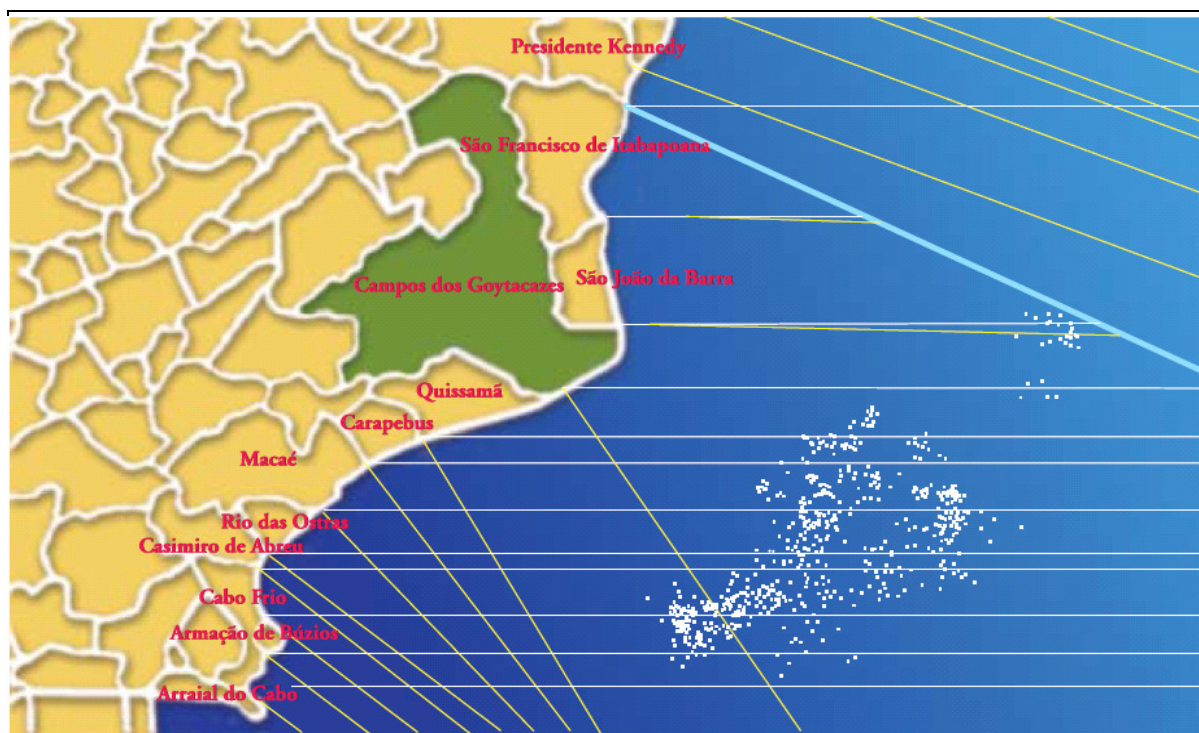 Presidente Kennedy
São Francisco de Itabapoana
São João da Barra
Campos dos Goytacazes
Quissamã
Carapebus
Macaé
Rio das Ostras
Casimiro de Abreu
Cabo Frio
Armação de Búzios
Arraial do Cabo